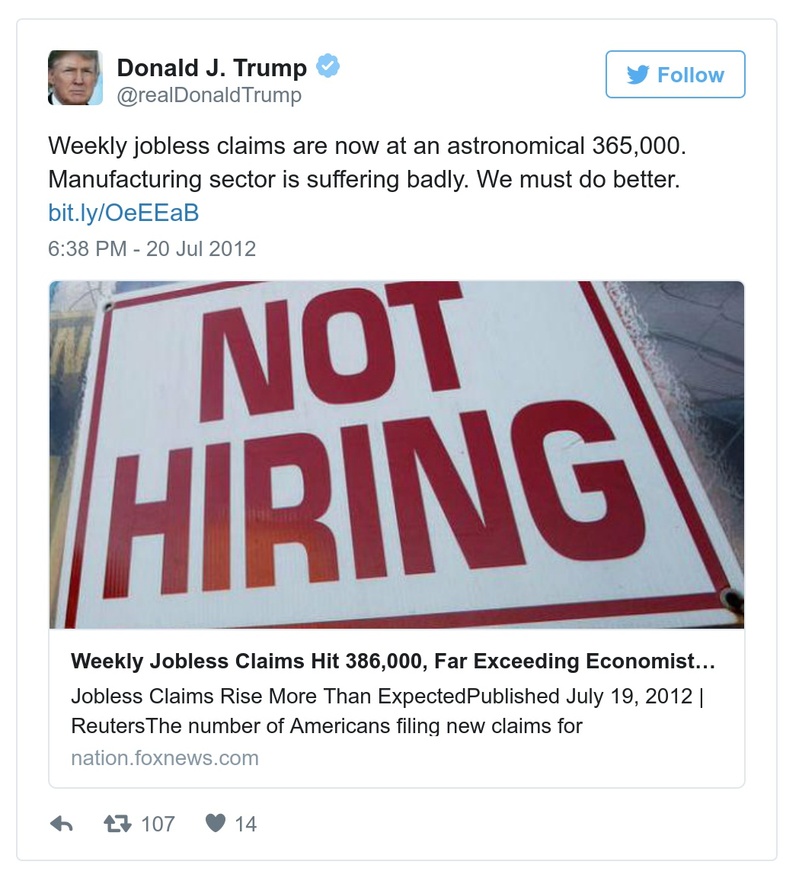 Donald J. Trump
@realDonaldTrump
Follow
Weekly jobless claims are now at an astronomical 365,000.
Manufacturing sector is suffering badly. We must do better.
bit.ly/OeEEaB
6:38 PM - 20 Jul 2012
NOT
HIRING
Weekly Jobless Claims Hit 386,000, Far Exceeding Economist…
Jobless Claims Rise More Than ExpectedPublished July 19, 2012 |
ReutersThe number of Americans filing new claims for
nation.foxnews.com
107
14